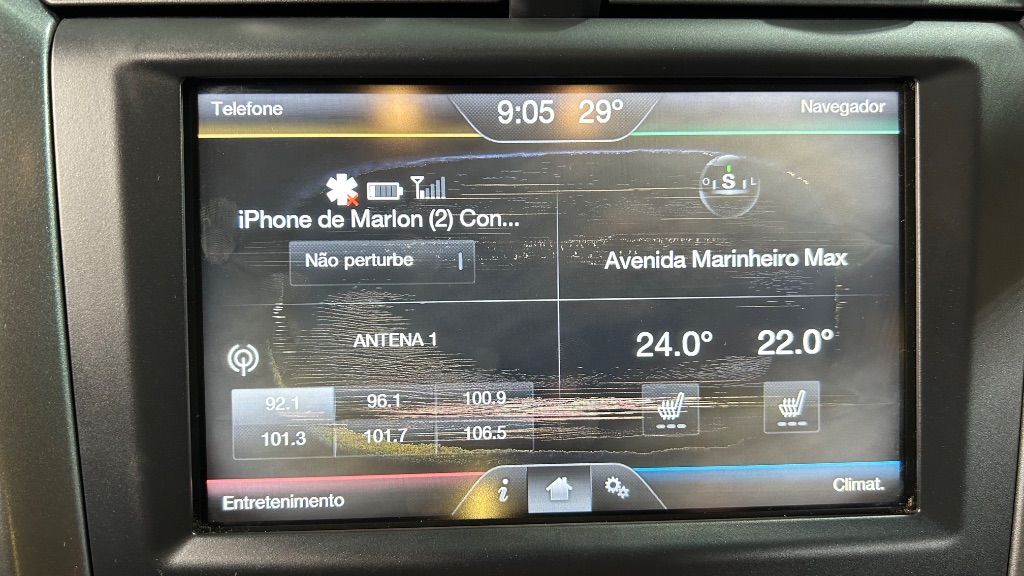 Telefone
9:05 29°
Navegador
S
iPhone de Marlon (2) Con...
Não perturbe
Avenida Marinheiro Max
ANTENA 1
24.0° 22.0°
92.1 96.1 100.9
101.3 101.7 106.5
Entretenimento
i
Climat.